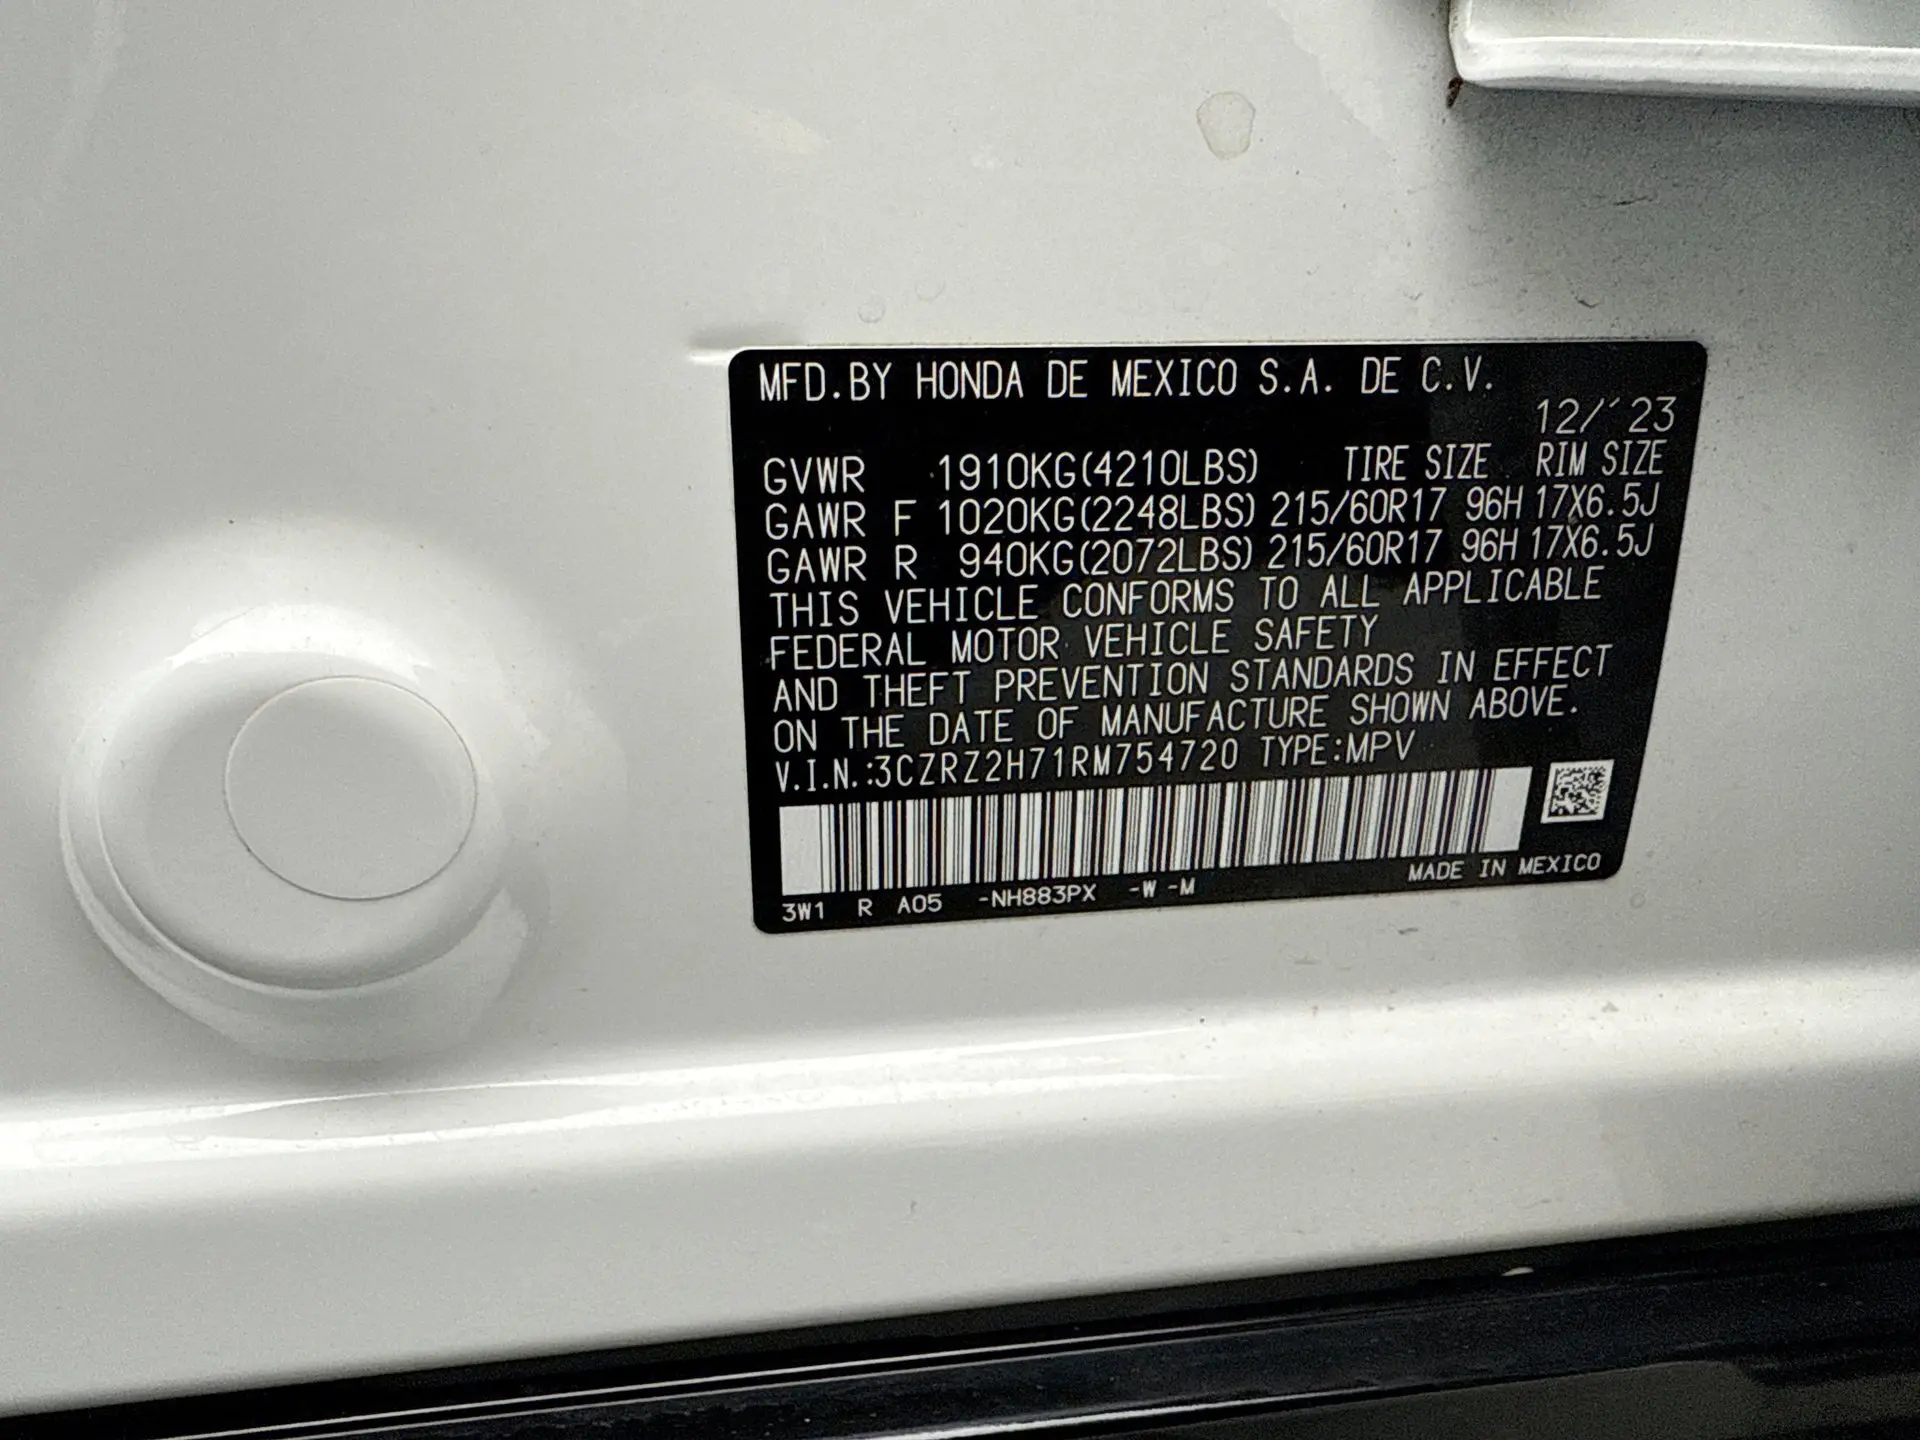 MFD.BY HONDA DE MEXICO S.A. DE C.V.
12/'23
GVWR 1910KG(4210LBS) TIRE SIZE RIM SIZE
GAWR F 1020KG(2248LBS) 215/60R17 96H 17X6.5J
GAWR R 940KG(2072LBS) 215/60R17 96H 17X6.5J
THIS VEHICLE CONFORMS TO ALL APPLICABLE
FEDERAL MOTOR VEHICLE SAFETY
AND THEFT PREVENTION STANDARDS IN EFFECT
ON THE DATE OF MANUFACTURE SHOWN ABOVE.
V.I.N.:3CZRZ2H71RM754720 TYPE:MPV
MADE IN MEXICO
3W1 R A05 -NH883PX -W -M